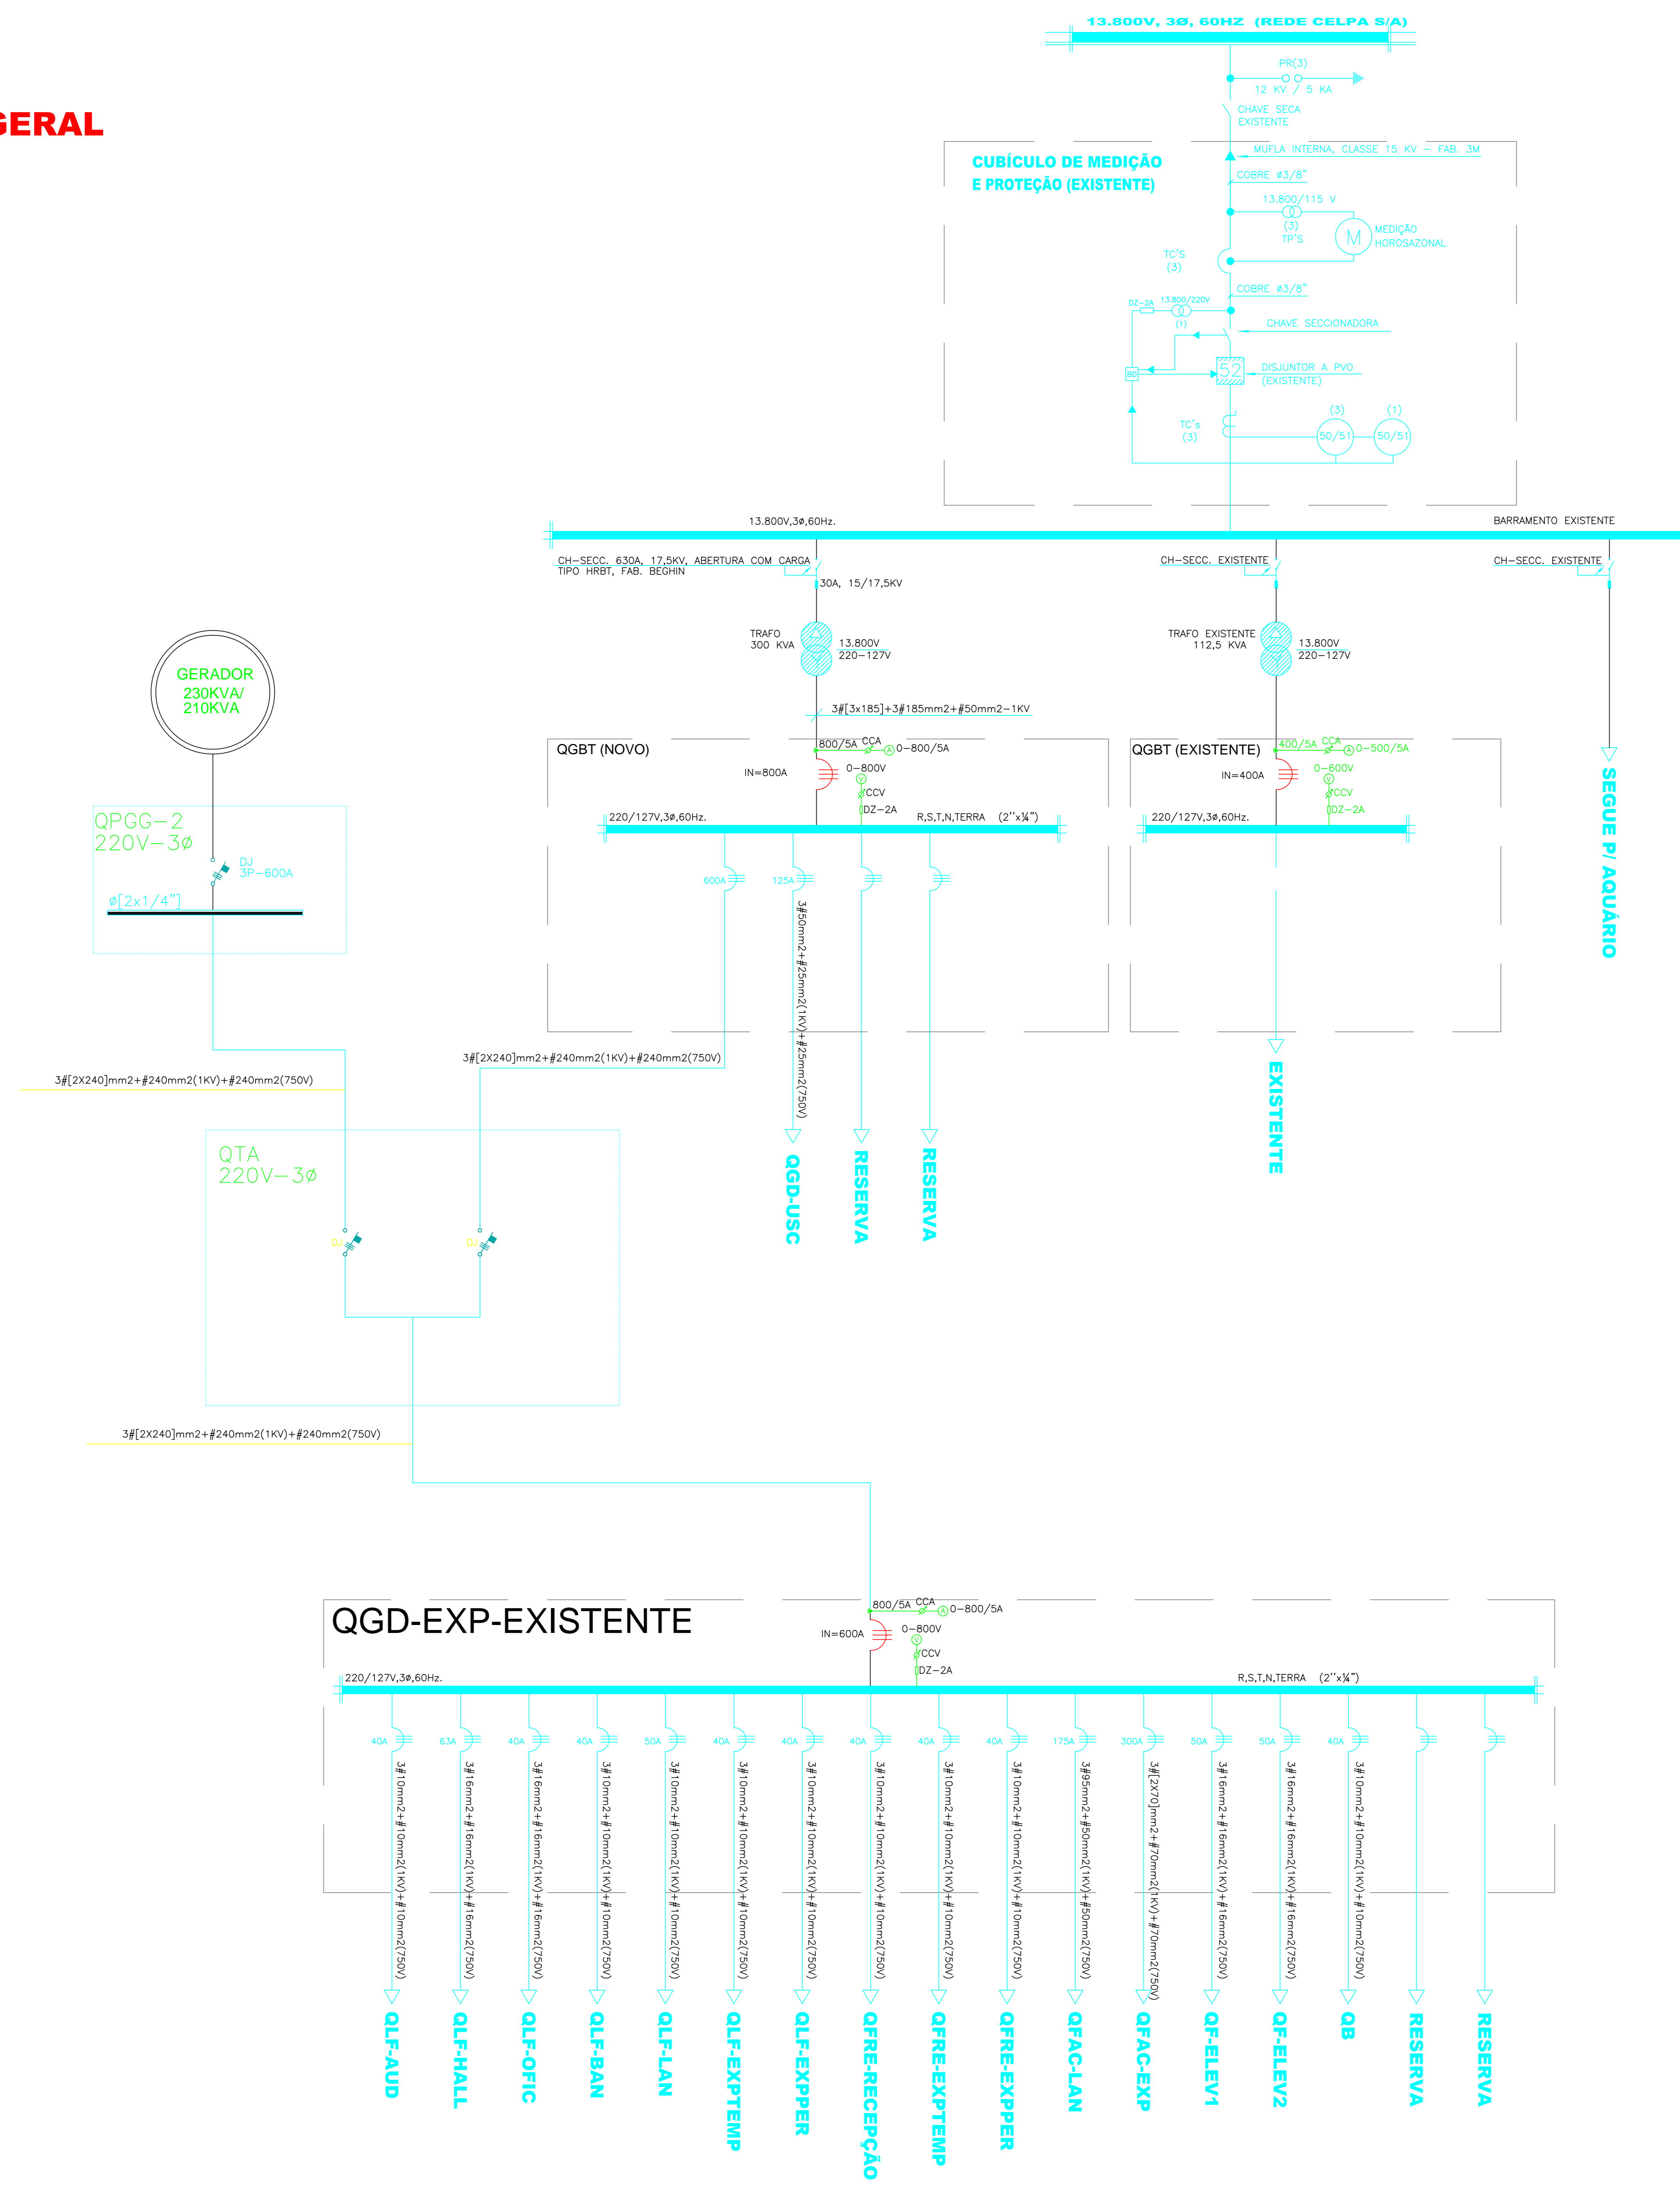 GERAL
13.800V, 3Ø, 60HZ (REDE CELPA S/A)
PR(3)
12 KV / 5 KA
CHAVE SECA
EXISTENTE
CUBÍCULO DE MEDIÇÃO
E PROTEÇÃO (EXISTENTE)
MUFLA INTERNA, CLASSE 15 KV - FAB. 3M
COBRE ø3/8"
13.800/115 V
(3)
TP'S
M
MEDIÇÃO
HOROSAZONAL
TC'S
(3)
COBRE ø3/8"
DZ-2A
13.800/220V
(1)
CHAVE SECCIONADORA
52
DISJUNTOR A PVO
(EXISTENTE)
TC's
(3)
(3)
(1)
50/51
50/51
13.800V,3ø,60Hz.
BARRAMENTO EXISTENTE
CH-SECC. 630A, 17,5KV, ABERTURA COM CARGA
TIPO HRBT, FAB. BEGHIN
30A, 15/17,5KV
CH-SECC. EXISTENTE
CH-SECC. EXISTENTE
TRAFO
300 KVA
13.800V
220-127V
TRAFO EXISTENTE
112,5 KVA
13.800V
220-127V
GERADOR
230KVA/
210KVA
3#[3x185]+3#185mm2+#50mm2-1KV
QGBT (NOVO)
800/5A
CCA
A
0-800/5A
IN=800A
0-800V
V
CCV
DZ-2A
220/127V,3ø,60Hz.
R,S,T,N,TERRA (2''x¼")
QGBT (EXISTENTE)
400/5A
CCA
A
0-500/5A
IN=400A
0-600V
V
CCV
DZ-2A
220/127V,3ø,60Hz.
SEGUE P/ AQUÁRIO
QPGG-2
220V-3ø
DJ
3P-600A
ø[2x1/4"]
600A
125A
3#50mm2+#25mm2(1KV)+#25mm2(750V)
3#[2X240]mm2+#240mm2(1KV)+#240mm2(750V)
3#[2X240]mm2+#240mm2(1KV)+#240mm2(750V)
QGD-USC
RESERVA
RESERVA
EXISTENTE
QTA
220V-3ø
DJ
DJ
3#[2X240]mm2+#240mm2(1KV)+#240mm2(750V)
QGD-EXP-EXISTENTE
800/5A
CCA
A
0-800/5A
IN=600A
0-800V
V
CCV
DZ-2A
220/127V,3ø,60Hz.
R,S,T,N,TERRA (2''x¼")
40A
63A
40A
40A
50A
40A
40A
40A
40A
40A
175A
300A
50A
50A
40A
3#10mm2+#10mm2(1KV)+#10mm2(750V)
3#16mm2+#16mm2(1KV)+#16mm2(750V)
3#16mm2+#16mm2(1KV)+#16mm2(750V)
3#10mm2+#10mm2(1KV)+#10mm2(750V)
3#10mm2+#10mm2(1KV)+#10mm2(750V)
3#10mm2+#10mm2(1KV)+#10mm2(750V)
3#10mm2+#10mm2(1KV)+#10mm2(750V)
3#10mm2+#10mm2(1KV)+#10mm2(750V)
3#10mm2+#10mm2(1KV)+#10mm2(750V)
3#10mm2+#10mm2(1KV)+#10mm2(750V)
3#95mm2+#50mm2(1KV)+#50mm2(750V)
3#[2X70]mm2+#70mm2(1KV)+#70mm2(750V)
3#16mm2+#16mm2(1KV)+#16mm2(750V)
3#16mm2+#16mm2(1KV)+#16mm2(750V)
3#10mm2+#10mm2(1KV)+#10mm2(750V)
QLF-AUD
QLF-HALL
QLF-OFIC
QLF-BAN
QLF-LAN
QLF-EXPTEMP
QLF-EXPPER
QFRE-RECEPÇÃO
QFRE-EXPTEMP
QFRE-EXPPER
QFAC-LAN
QFAC-EXP
QF-ELEV1
QF-ELEV2
QB
RESERVA
RESERVA